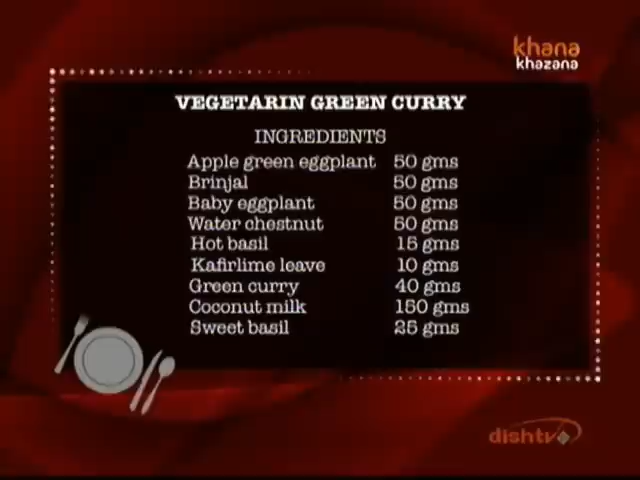 khana
khazana
VEGETARIN GREEN CURRY
INGREDIENTS
Apple green eggplant 50 gms
Brinjal 50 gms
Baby eggplant 50 gms
Water chestnut 50 gms
Hot basil 15 gms
Kafirlime leave 10 gms
Green curry 40 gms
Coconut milk 150 gms
Sweet basil 25 gms
dishtv